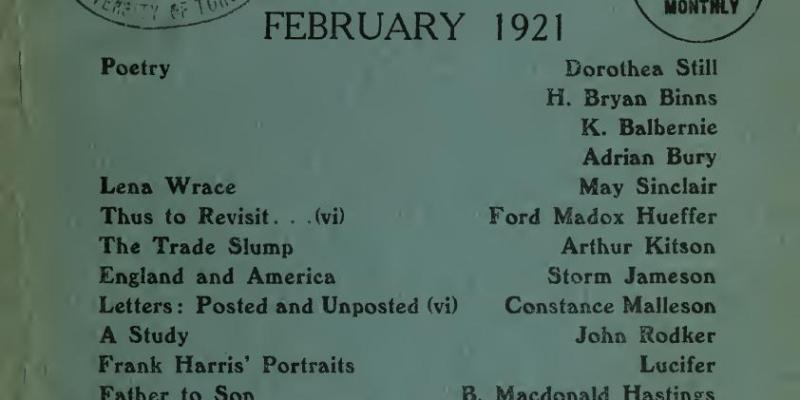 MONTHLY
FEBRUARY 1921
Poetry Dorothea Still
H. Bryan Binns
K. Balbernie
Adrian Bury
Lena Wrace May Sinclair
Thus to Revisit. . .(vi) Ford Madox Hueffer
The Trade Slump Arthur Kitson
England and America Storm Jameson
Letters: Posted and Unposted (vi) Constance Malleson
A Study John Rodker
Frank Harris' Portraits Lucifer
Father to Son B. Macdonald Hastings